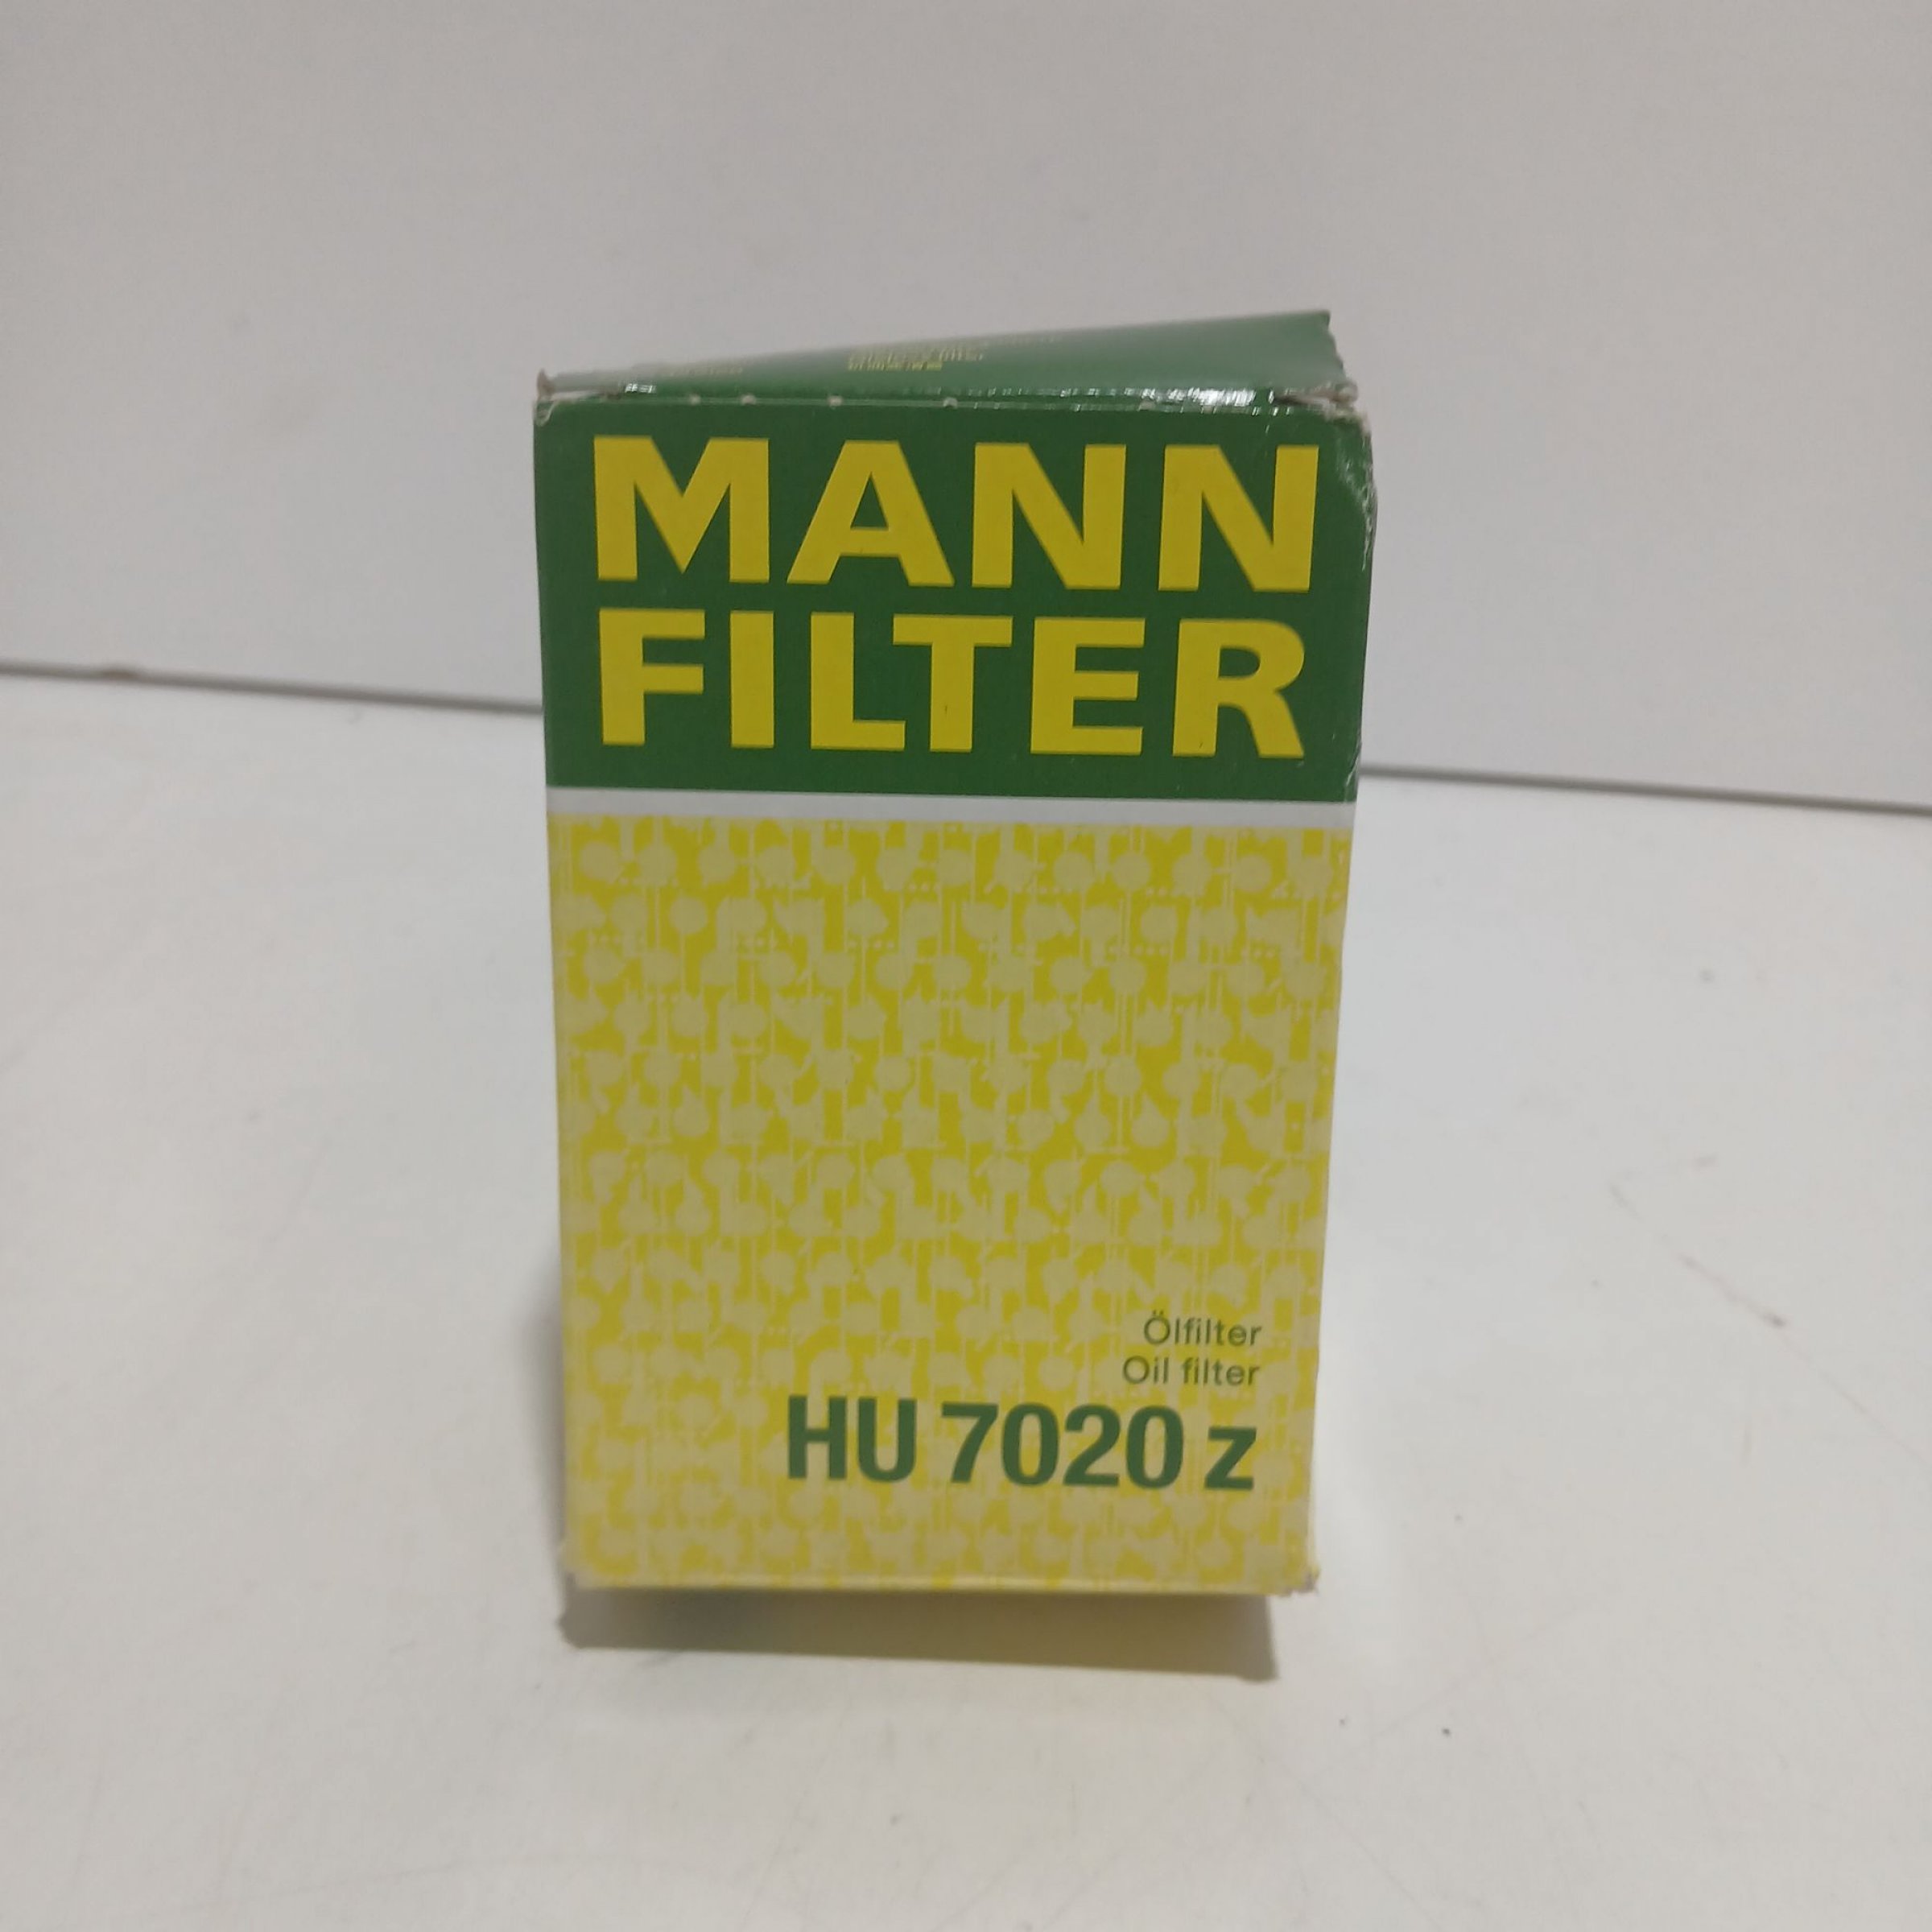 MANN
FILTER
Ölfilter
Oil filter
HU 7020 z